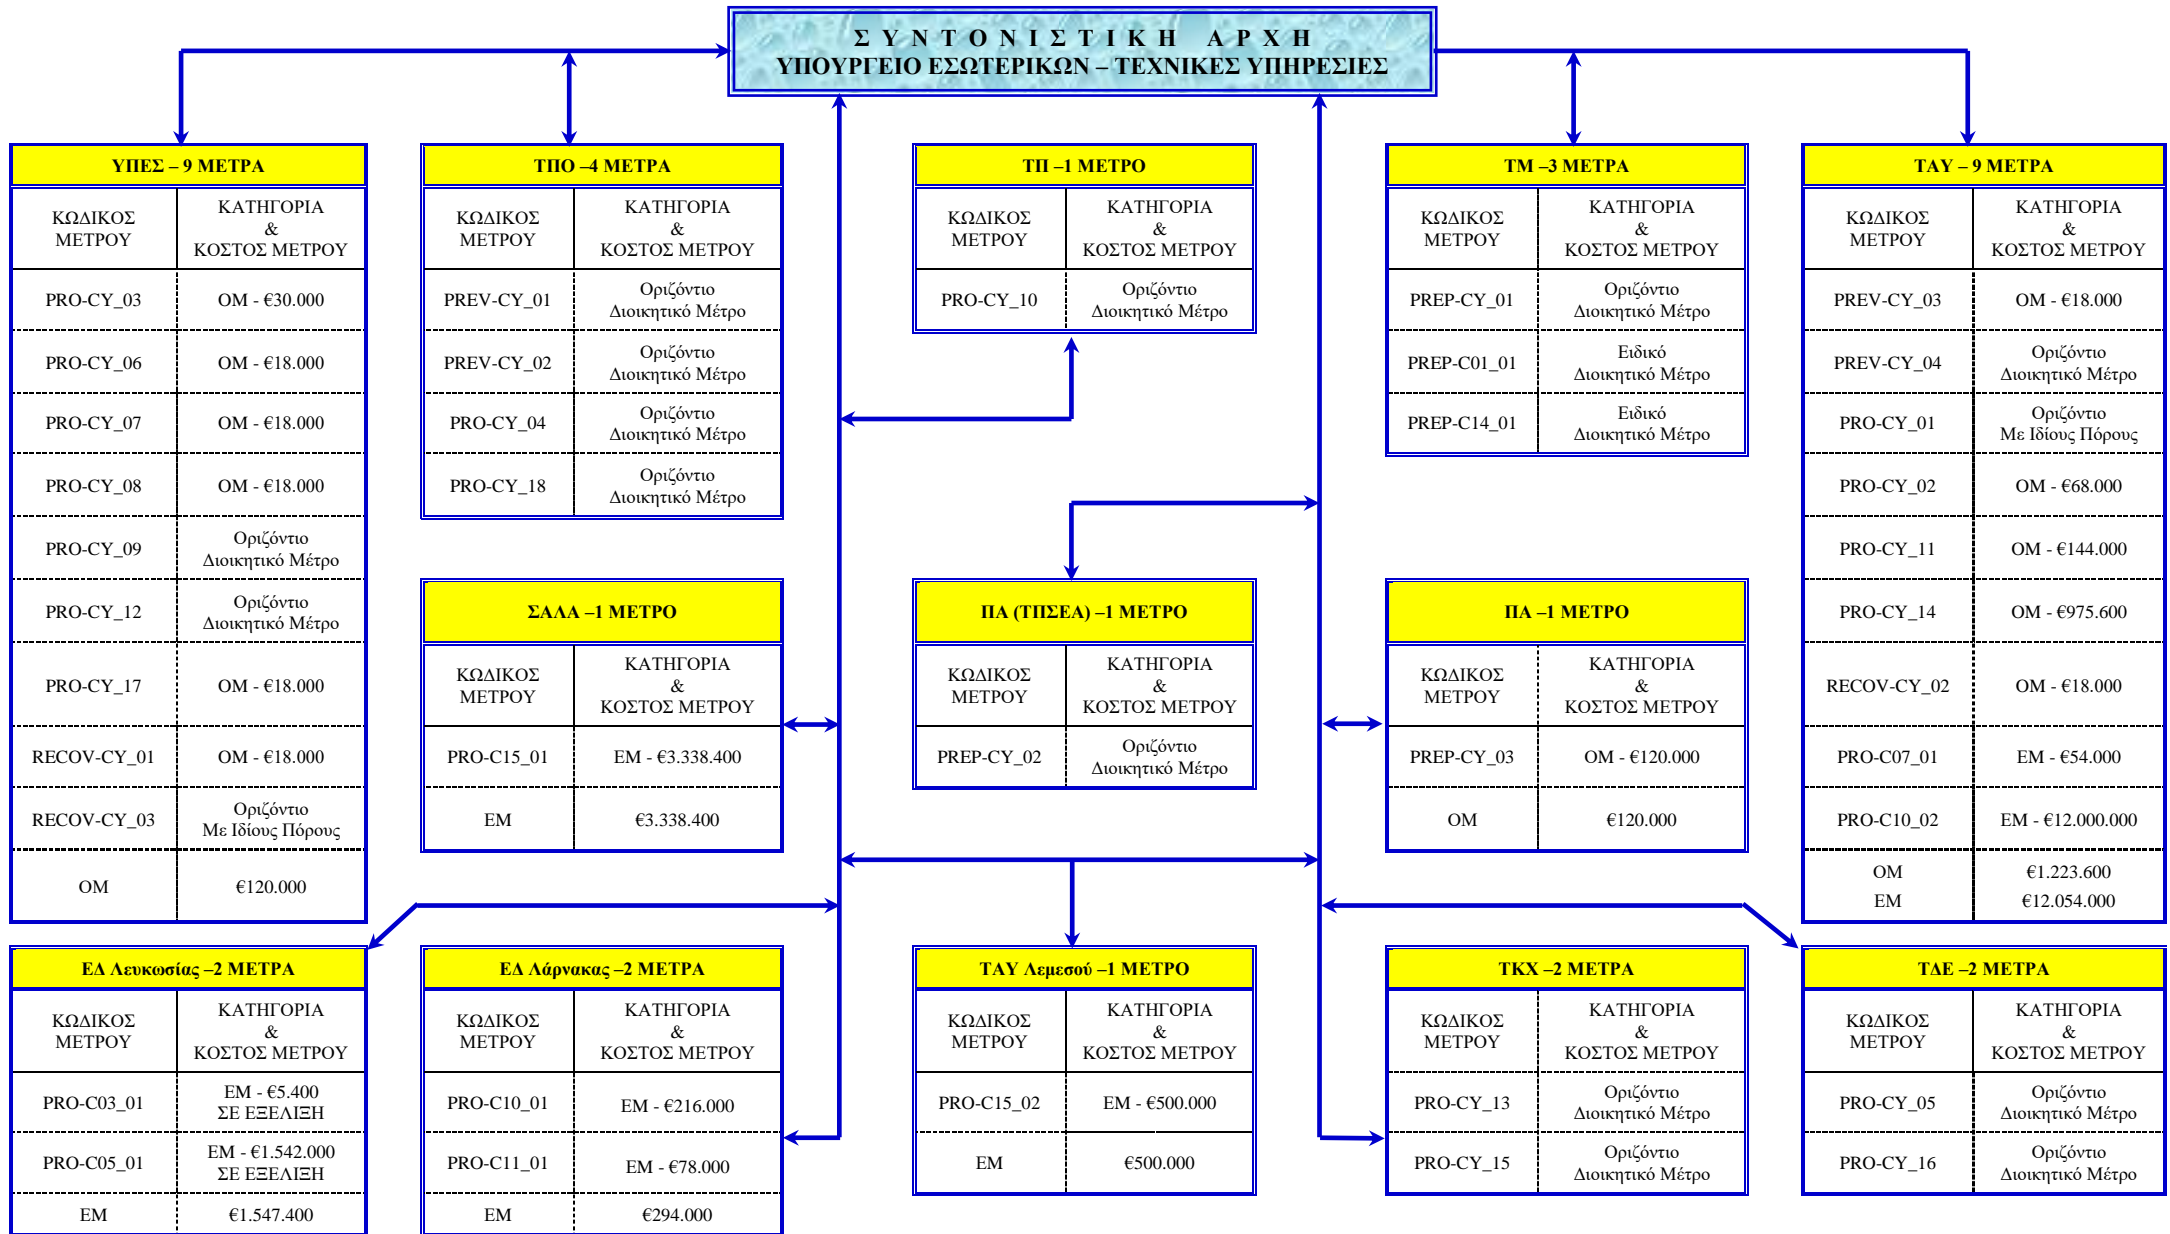 Σ Υ Ν Τ Ο Ν Ι Σ Τ Ι Κ Η Α Ρ Χ Η
ΥΠΟΥΡΓΕΙΟ ΕΣΩΤΕΡΙΚΩΝ – ΤΕΧΝΙΚΕΣ ΥΠΗΡΕΣΙΕΣ
ΥΠΕΣ – 9 ΜΕΤΡΑ
ΚΩΔΙΚΟΣ
ΜΕΤΡΟΥ
ΚΑΤΗΓΟΡΙΑ
&
ΚΟΣΤΟΣ ΜΕΤΡΟΥ
PRO-CY_03
ΟΜ - €30.000
PRO-CY_06
ΟΜ - €18.000
PRO-CY_07
ΟΜ - €18.000
PRO-CY_08
ΟΜ - €18.000
PRO-CY_09
Οριζόντιο
Διοικητικό Μέτρο
PRO-CY_12
Οριζόντιο
Διοικητικό Μέτρο
PRO-CY_17
ΟΜ - €18.000
RECOV-CY_01
ΟΜ - €18.000
RECOV-CY_03
Οριζόντιο
Με Ιδίους Πόρους
ΟΜ
€120.000
ΤΠΟ –4 ΜΕΤΡΑ
ΚΩΔΙΚΟΣ
ΜΕΤΡΟΥ
ΚΑΤΗΓΟΡΙΑ
&
ΚΟΣΤΟΣ ΜΕΤΡΟΥ
PREV-CY_01
Οριζόντιο
Διοικητικό Μέτρο
PREV-CY_02
Οριζόντιο
Διοικητικό Μέτρο
PRO-CY_04
Οριζόντιο
Διοικητικό Μέτρο
PRO-CY_18
Οριζόντιο
Διοικητικό Μέτρο
ΤΠ –1 ΜΕΤΡΟ
ΚΩΔΙΚΟΣ
ΜΕΤΡΟΥ
ΚΑΤΗΓΟΡΙΑ
&
ΚΟΣΤΟΣ ΜΕΤΡΟΥ
PRO-CY_10
Οριζόντιο
Διοικητικό Μέτρο
ΤΜ –3 ΜΕΤΡΑ
ΚΩΔΙΚΟΣ
ΜΕΤΡΟΥ
ΚΑΤΗΓΟΡΙΑ
&
ΚΟΣΤΟΣ ΜΕΤΡΟΥ
PREP-CY_01
Οριζόντιο
Διοικητικό Μέτρο
PREP-C01_01
Ειδικό
Διοικητικό Μέτρο
PREP-C14_01
Ειδικό
Διοικητικό Μέτρο
ΤΑΥ – 9 ΜΕΤΡΑ
ΚΩΔΙΚΟΣ
ΜΕΤΡΟΥ
ΚΑΤΗΓΟΡΙΑ
&
ΚΟΣΤΟΣ ΜΕΤΡΟΥ
PREV-CY_03
ΟΜ - €18.000
PREV-CY_04
Οριζόντιο
Διοικητικό Μέτρο
PRO-CY_01
Οριζόντιο
Με Ιδίους Πόρους
PRO-CY_02
ΟΜ - €68.000
PRO-CY_11
ΟΜ - €144.000
PRO-CY_14
ΟΜ - €975.600
RECOV-CY_02
ΟΜ - €18.000
PRO-C07_01
ΕΜ - €54.000
PRO-C10_02
ΕΜ - €12.000.000
ΟΜ
€1.223.600
ΕΜ
€12.054.000
ΣΑΛΑ –1 ΜΕΤΡΟ
ΚΩΔΙΚΟΣ
ΜΕΤΡΟΥ
ΚΑΤΗΓΟΡΙΑ
&
ΚΟΣΤΟΣ ΜΕΤΡΟΥ
PRO-C15_01
ΕΜ - €3.338.400
ΕΜ
€3.338.400
ΠΑ (ΤΠΣΕΑ) –1 ΜΕΤΡΟ
ΚΩΔΙΚΟΣ
ΜΕΤΡΟΥ
ΚΑΤΗΓΟΡΙΑ
&
ΚΟΣΤΟΣ ΜΕΤΡΟΥ
PREP-CY_02
Οριζόντιο
Διοικητικό Μέτρο
ΠΑ –1 ΜΕΤΡΟ
ΚΩΔΙΚΟΣ
ΜΕΤΡΟΥ
ΚΑΤΗΓΟΡΙΑ
&
ΚΟΣΤΟΣ ΜΕΤΡΟΥ
PREP-CY_03
ΟΜ - €120.000
ΟΜ
€120.000
ΕΔ Λευκωσίας –2 ΜΕΤΡΑ
ΚΩΔΙΚΟΣ
ΜΕΤΡΟΥ
ΚΑΤΗΓΟΡΙΑ
&
ΚΟΣΤΟΣ ΜΕΤΡΟΥ
PRO-C03_01
ΕΜ - €5.400
ΣΕ ΕΞΕΛΙΞΗ
PRO-C05_01
ΕΜ - €1.542.000
ΣΕ ΕΞΕΛΙΞΗ
ΕΜ
€1.547.400
ΕΔ Λάρνακας –2 ΜΕΤΡΑ
ΚΩΔΙΚΟΣ
ΜΕΤΡΟΥ
ΚΑΤΗΓΟΡΙΑ
&
ΚΟΣΤΟΣ ΜΕΤΡΟΥ
PRO-C10_01
ΕΜ - €216.000
PRO-C11_01
ΕΜ - €78.000
ΕΜ
€294.000
ΤΑΥ Λεμεσού –1 ΜΕΤΡΟ
ΚΩΔΙΚΟΣ
ΜΕΤΡΟΥ
ΚΑΤΗΓΟΡΙΑ
&
ΚΟΣΤΟΣ ΜΕΤΡΟΥ
PRO-C15_02
ΕΜ - €500.000
ΕΜ
€500.000
ΤΚΧ –2 ΜΕΤΡΑ
ΚΩΔΙΚΟΣ
ΜΕΤΡΟΥ
ΚΑΤΗΓΟΡΙΑ
&
ΚΟΣΤΟΣ ΜΕΤΡΟΥ
PRO-CY_13
Οριζόντιο
Διοικητικό Μέτρο
PRO-CY_15
Οριζόντιο
Διοικητικό Μέτρο
ΤΔΕ –2 ΜΕΤΡΑ
ΚΩΔΙΚΟΣ
ΜΕΤΡΟΥ
ΚΑΤΗΓΟΡΙΑ
&
ΚΟΣΤΟΣ ΜΕΤΡΟΥ
PRO-CY_05
Οριζόντιο
Διοικητικό Μέτρο
PRO-CY_16
Οριζόντιο
Διοικητικό Μέτρο